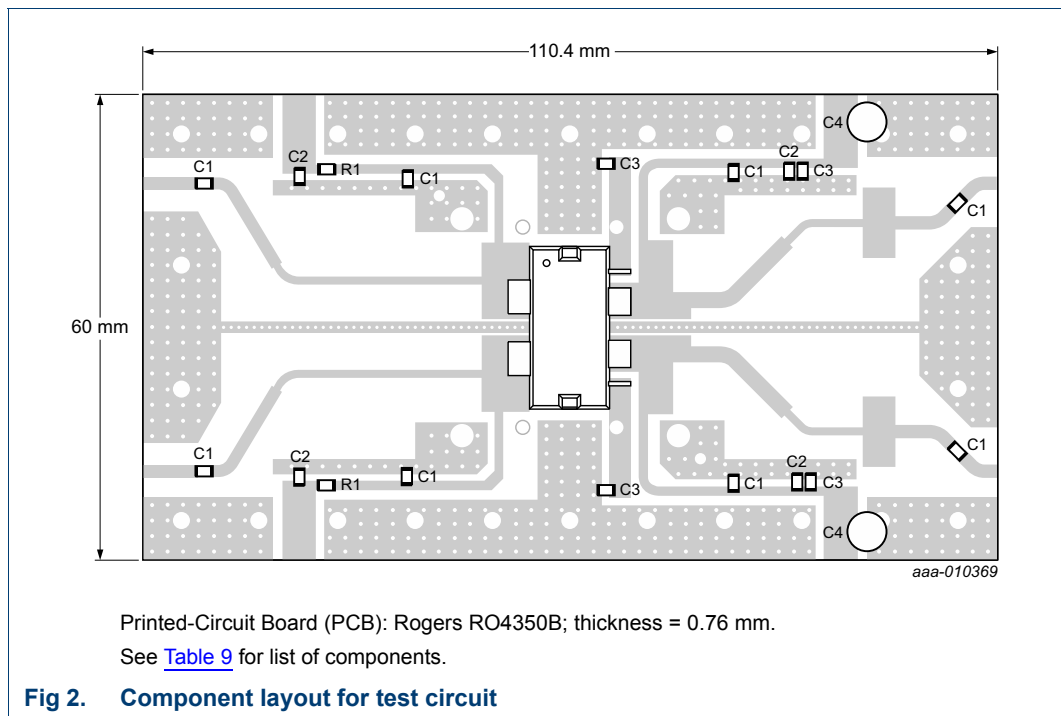 110.4 mm
C4
C1
C2
R1
C1
C3
C1
C2
C3
C1
60 mm
C1
C2
R1
C1
C3
C1
C2
C3
C1
C4
aaa-010369
Printed-Circuit Board (PCB): Rogers RO4350B; thickness = 0.76 mm.
See Table 9 for list of components.
Fig 2. Component layout for test circuit